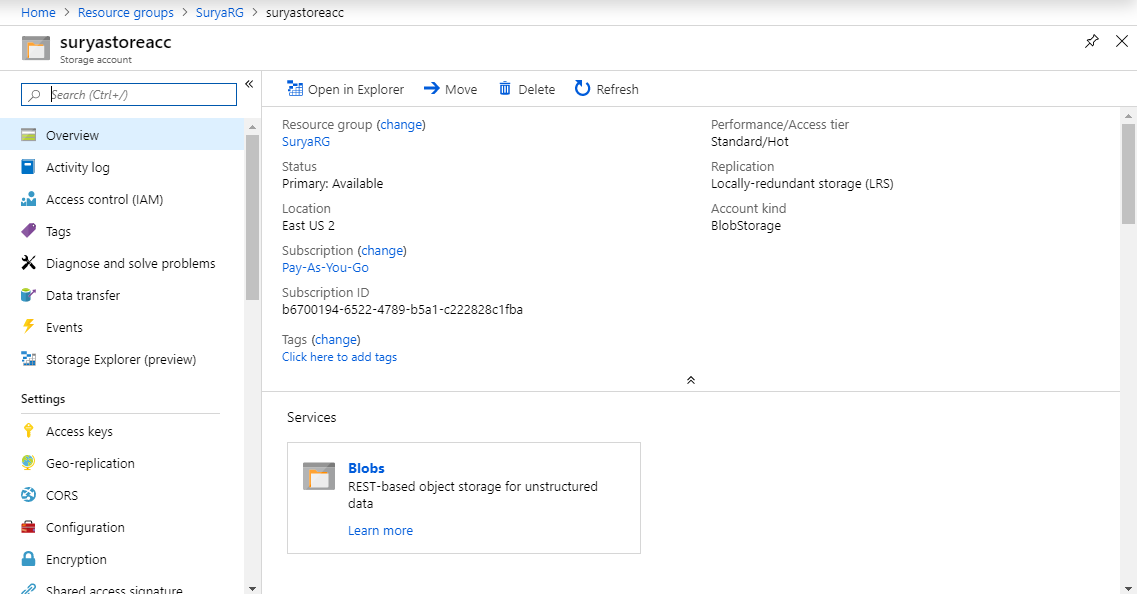 Home > Resource groups > SuryaRG > suryastoreacc
suryastoreacc
Storage account
Search (Ctrl+/)
Overview
Activity log
Access control (IAM)
Tags
Diagnose and solve problems
Data transfer
Events
Storage Explorer (preview)
Settings
Access keys
Geo-replication
CORS
Configuration
Encryption
Shared access signature
Open in Explorer
Move
Delete
Refresh
Resource group (change)
SuryaRG
Status
Primary: Available
Location
East US 2
Subscription (change)
Pay-As-You-Go
Subscription ID
b6700194-6522-4789-b5a1-c222828c1fba
Tags (change)
Click here to add tags
Performance/Access tier
Standard/Hot
Replication
Locally-redundant storage (LRS)
Account kind
BlobStorage
Services
Blobs
REST-based object storage for unstructured
data
Learn more